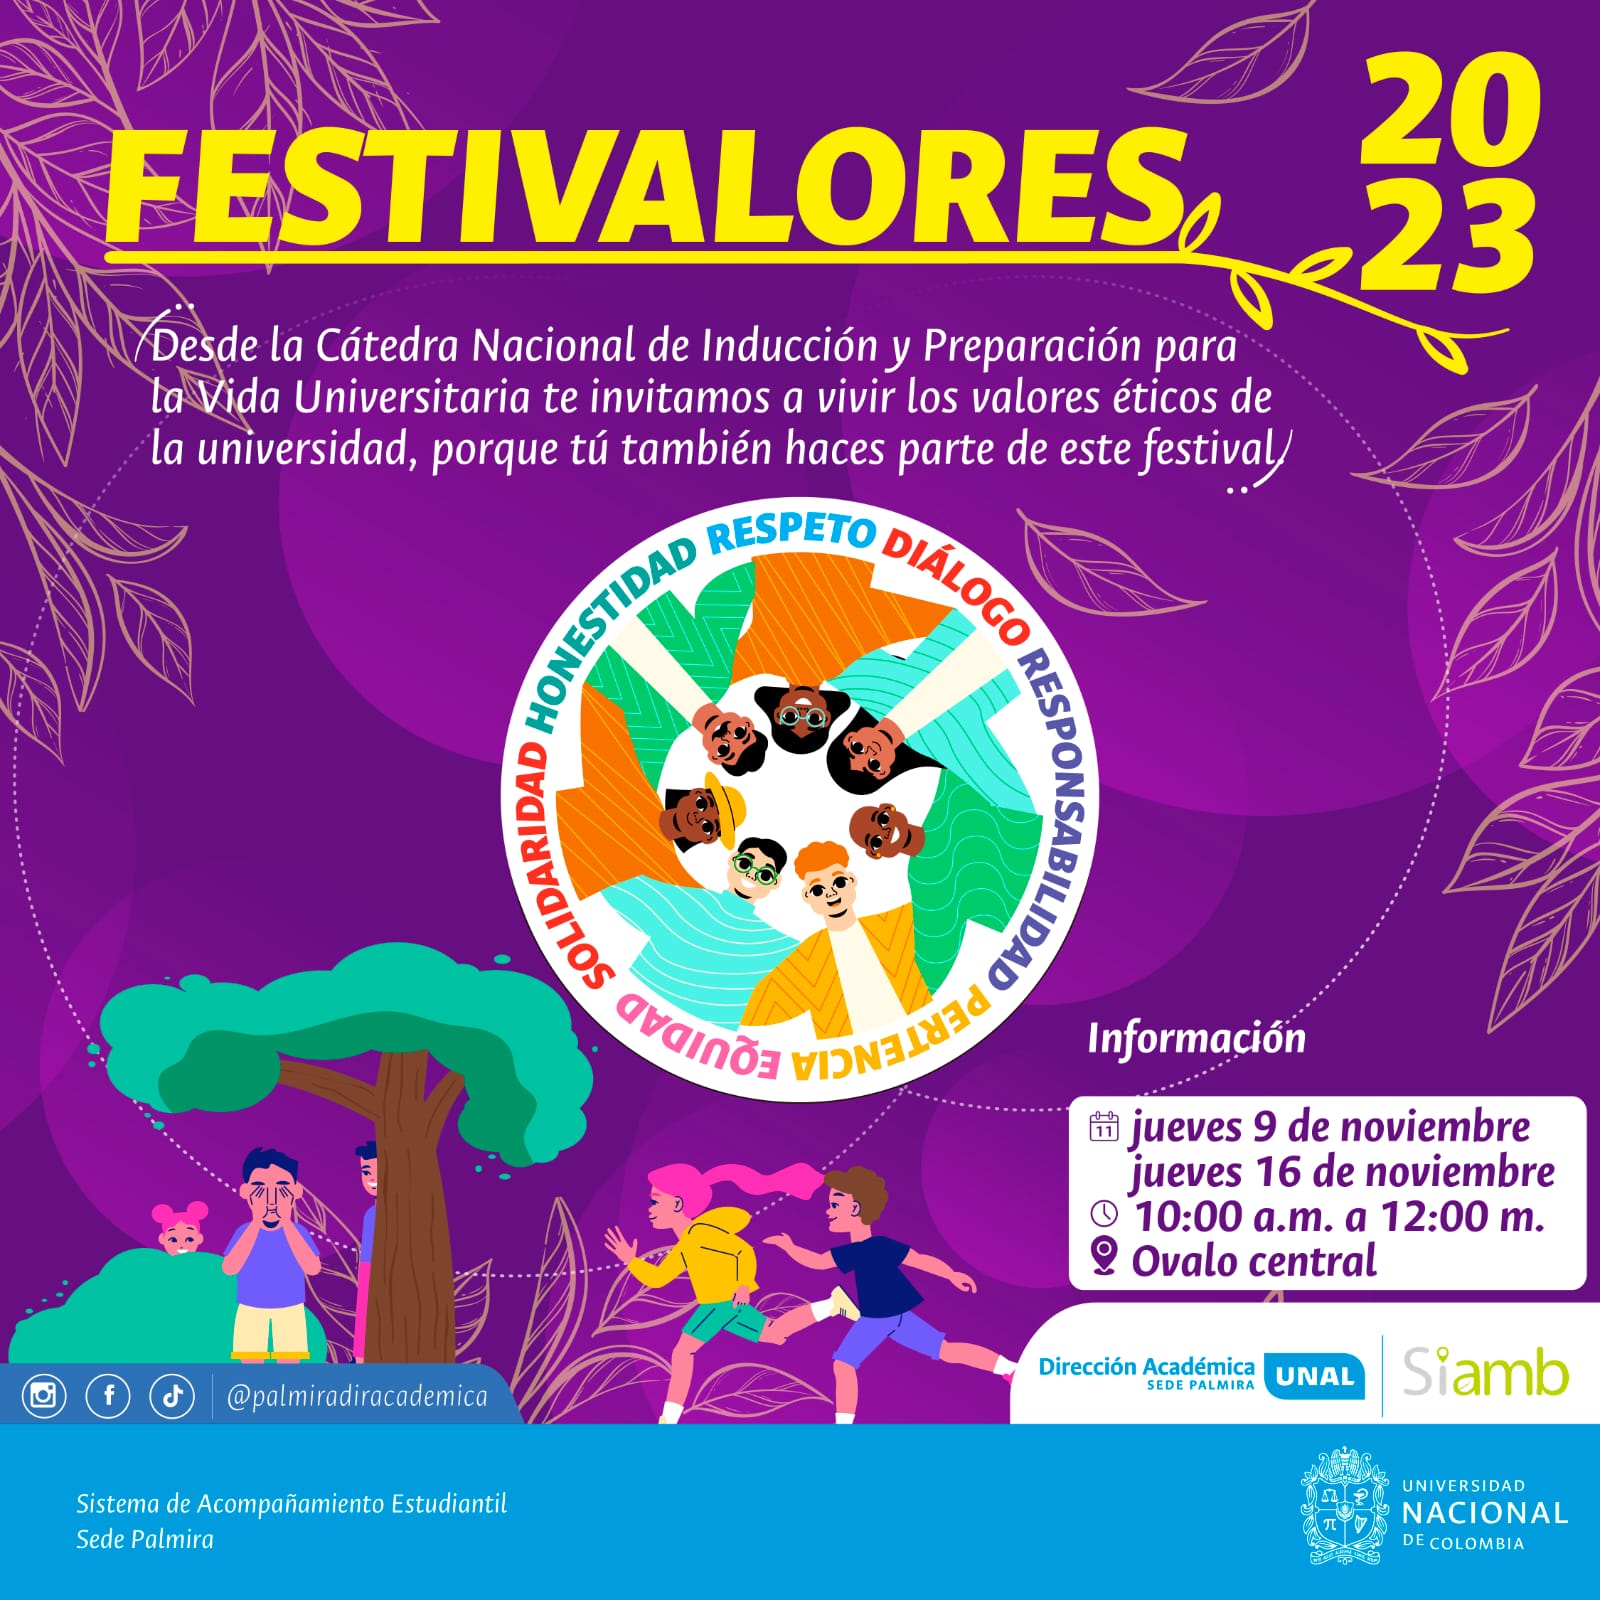 FESTIVALORES
20
23
Desde la Cátedra Nacional de Inducción y Preparación para
la Vida Universitaria te invitamos a vivir los valores éticos de
la universidad, porque tú también haces parte de este festival.
RESPETO
DIÁLOGO
RESPONSABILIDAD
PERTENCIA
EQUIDAD
SOLIDARIDAD
HONESTIDAD
Información
11
jueves 9 de noviembre
jueves 16 de noviembre
10:00 a.m. a 12:00 m.
Ovalo central
Dirección Académica
SEDE PALMIRA
UNAL
Siamb
@palmiradiracademica
Sistema de Acompañamiento Estudiantil
Sede Palmira
UNIVERSIDAD
NACIONAL
DE COLOMBIA